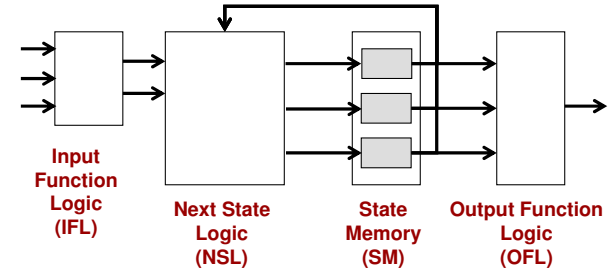 Input
Function
Logic
(IFL)
Next State
Logic
(NSL)
State
Memory
(SM)
Output Function
Logic
(OFL)